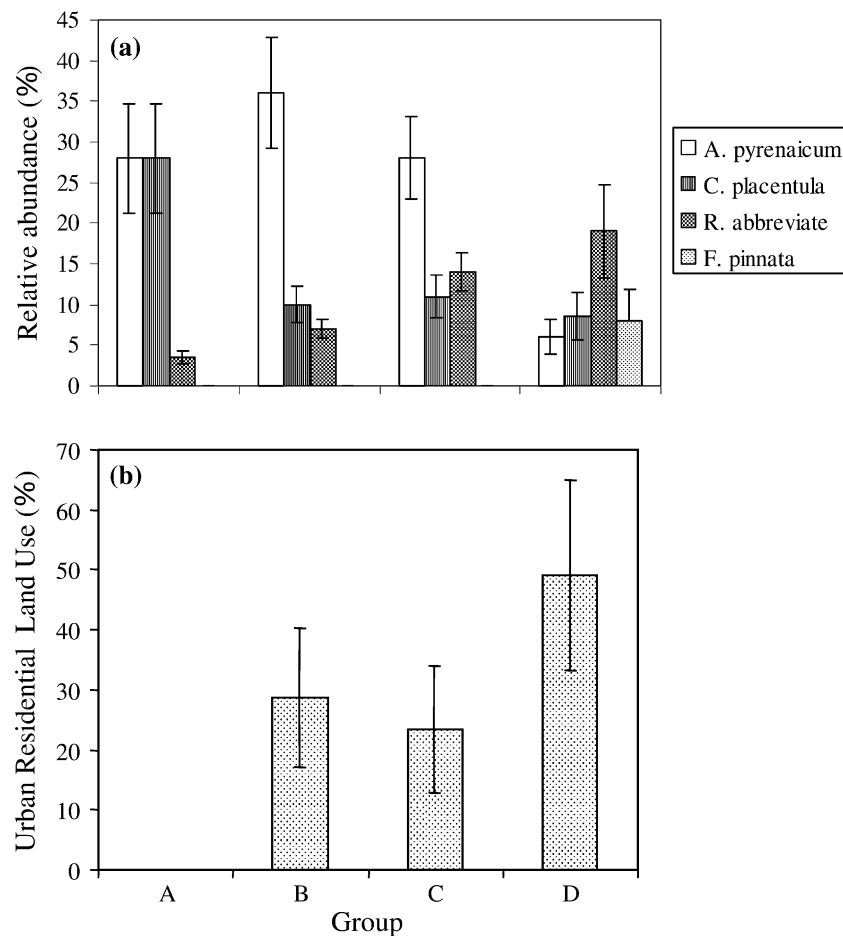 (a)
Relative abundance (%)
45
40
35
30
25
20
15
10
5
0
A. pyrenaicum
C. placentula
R. abbreviate
F. pinnata
(b)
Urban Residential Land Use (%)
70
60
50
40
30
20
10
0
A B C D
Group